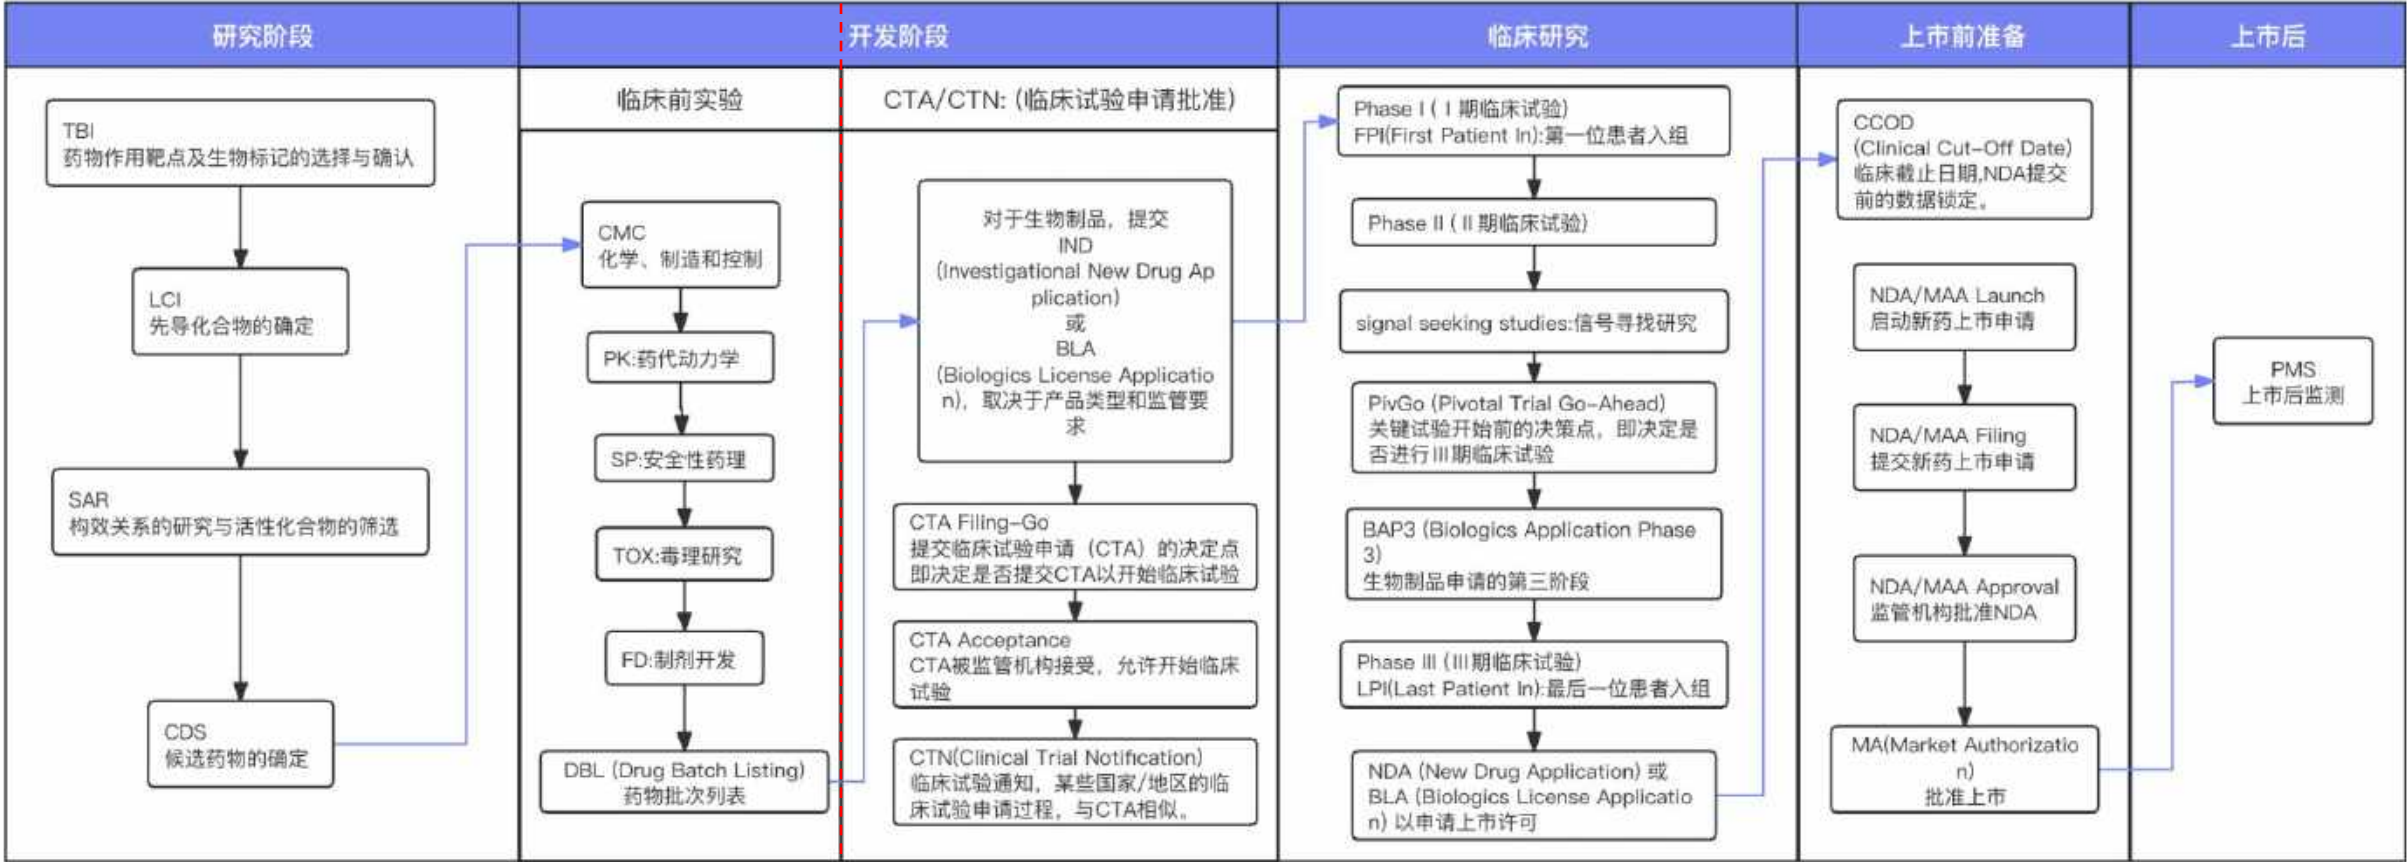 研究阶段
开发阶段
临床研究
上市前准备
上市后
临床前实验
CTA/CTN: (临床试验申请批准)
TBI
药物作用靶点及生物标记的选择与确认
LCI
先导化合物的确定
SAR
构效关系的研究与活性化合物的筛选
CDS
候选药物的确定
CMC
化学、制造和控制
PK:药代动力学
SP:安全性药理
TOX:毒理研究
FD:制剂开发
DBL (Drug Batch Listing)
药物批次列表
对于生物制品，提交
IND
(Investigational New Drug Ap
plication)
或
BLA
(Biologics License Applicatio
n)，取决于产品类型和监管要
求
CTA Filing-Go
提交临床试验申请（CTA）的决定点
即决定是否提交CTA以开始临床试验
CTA Acceptance
CTA被监管机构接受，允许开始临床
试验
CTN(Clinical Trial Notification)
临床试验通知，某些国家/地区的临
床试验申请过程，与CTA相似。
Phase I ( I 期临床试验)
FPI(First Patient In):第一位患者入组
Phase II ( II 期临床试验)
signal seeking studies:信号寻找研究
PivGo (Pivotal Trial Go-Ahead)
关键试验开始前的决策点，即决定是
否进行III期临床试验
BAP3 (Biologics Application Phase
3)
生物制品申请的第三阶段
Phase III (III期临床试验)
LPI(Last Patient In):最后一位患者入组
NDA (New Drug Application) 或
BLA (Biologics License Applicatio
n) 以申请上市许可
CCOD
(Clinical Cut-Off Date)
临床截止日期,NDA提交
前的数据锁定。
NDA/MAA Launch
启动新药上市申请
NDA/MAA Filing
提交新药上市申请
NDA/MAA Approval
监管机构批准NDA
MA(Market Authorizatio
n)
批准上市
PMS
上市后监测